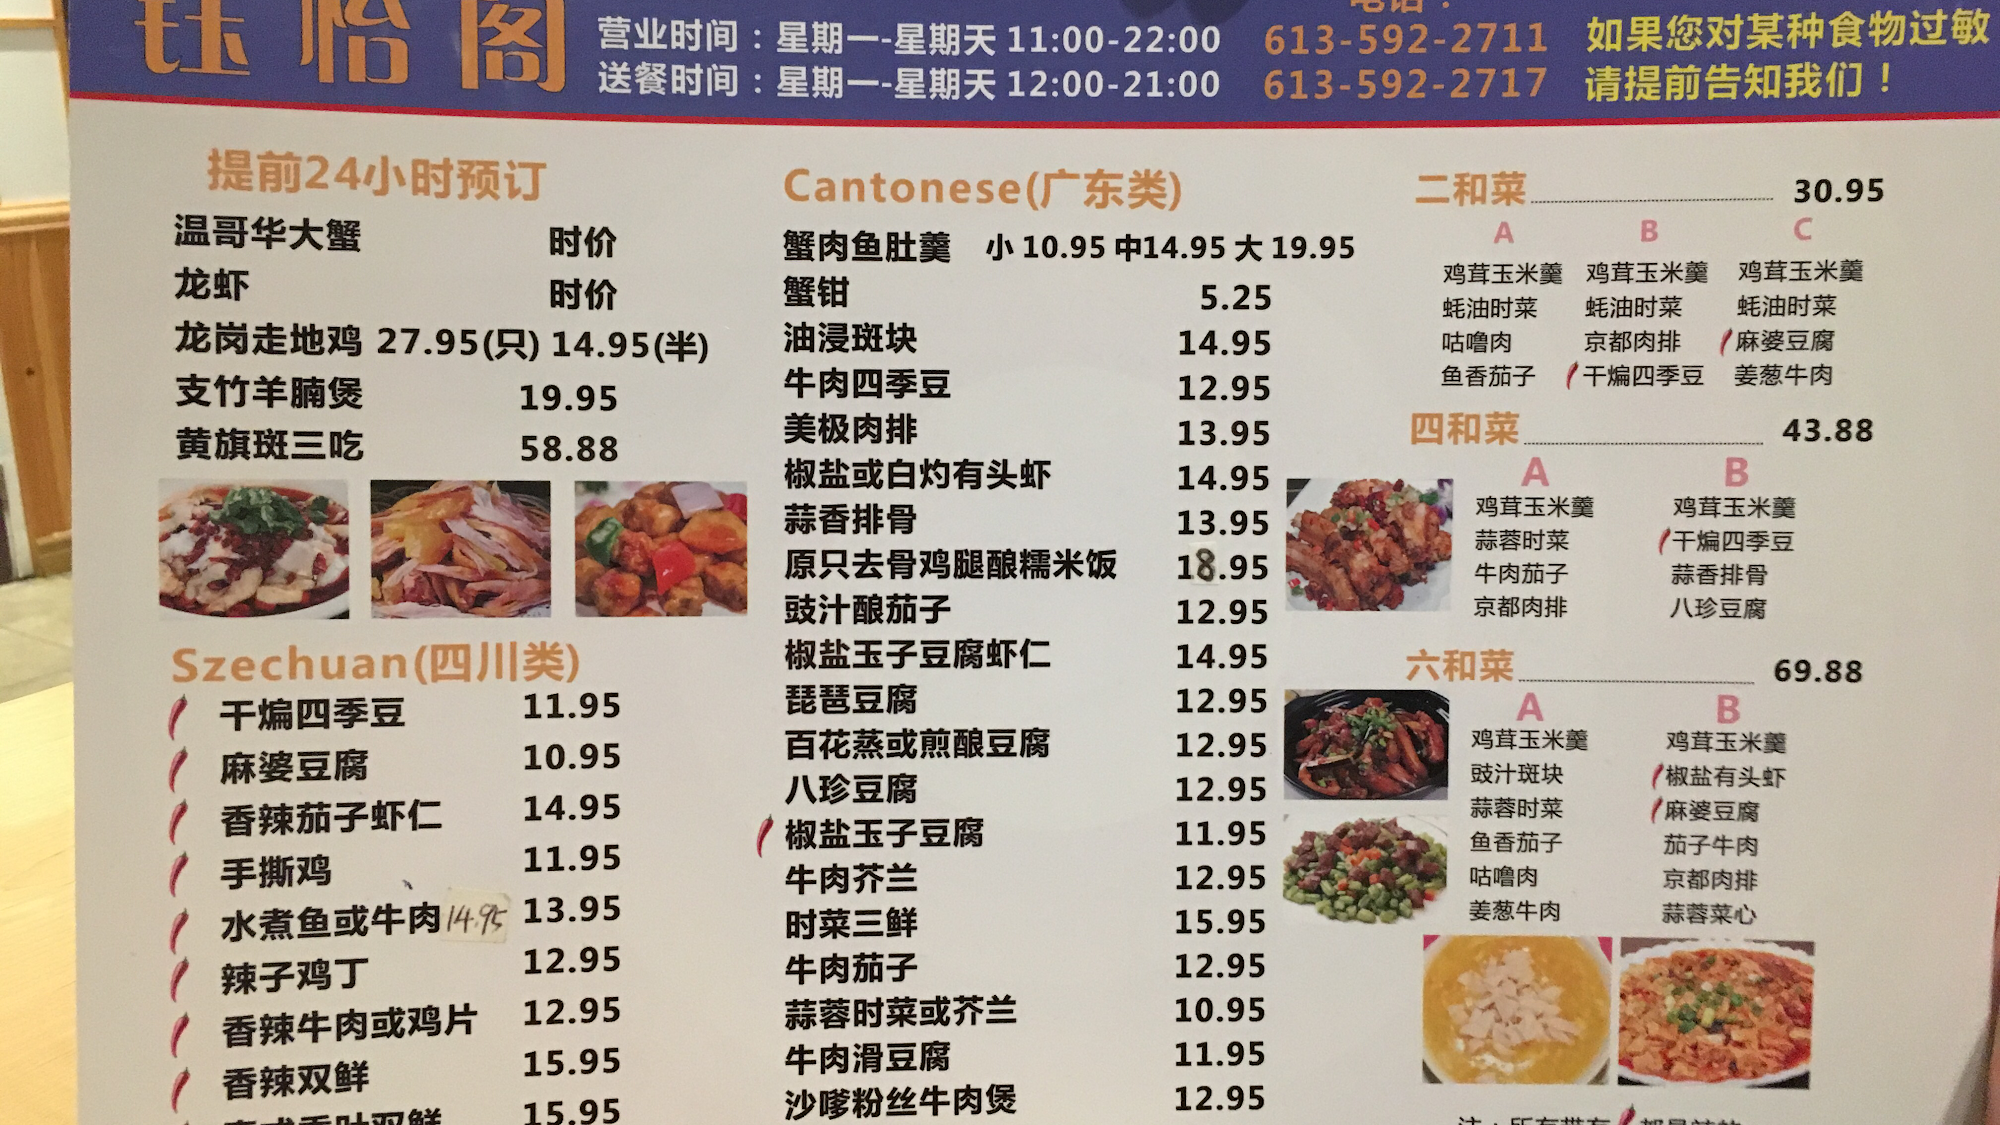 钰怡阁
营业时间：星期一-星期天 11:00-22:00
送餐时间：星期一-星期天 12:00-21:00
电话：
613-592-2711
613-592-2717
如果您对某种食物过敏
请提前告知我们！
提前24小时预订
温哥华大蟹 时价
龙虾 时价
龙岗走地鸡 27.95(只) 14.95(半)
支竹羊腩煲 19.95
黄旗斑三吃 58.88
Szechuan(四川类)
干煸四季豆 11.95
麻婆豆腐 10.95
香辣茄子虾仁 14.95
手撕鸡 11.95
水煮鱼或牛肉 14.95 13.95
辣子鸡丁 12.95
香辣牛肉或鸡片 12.95
香辣双鲜 15.95
双鲜 15.95
Cantonese(广东类)
蟹肉鱼肚羹 小 10.95 中14.95 大 19.95
蟹钳 5.25
油浸斑块 14.95
牛肉四季豆 12.95
美极肉排 13.95
椒盐或白灼有头虾 14.95
蒜香排骨 13.95
原只去骨鸡腿酿糯米饭 18.95
豉汁酿茄子 12.95
椒盐玉子豆腐虾仁 14.95
琵琶豆腐 12.95
百花蒸或煎酿豆腐 12.95
八珍豆腐 12.95
椒盐玉子豆腐 11.95
牛肉芥兰 12.95
时菜三鲜 15.95
牛肉茄子 12.95
蒜蓉时菜或芥兰 10.95
牛肉滑豆腐 11.95
沙嗲粉丝牛肉煲 12.95
二和菜 30.95
A B C
鸡茸玉米羹 鸡茸玉米羹 鸡茸玉米羹
蚝油时菜 蚝油时菜 蚝油时菜
咕噜肉 京都肉排 麻婆豆腐
鱼香茄子 干煸四季豆 姜葱牛肉
四和菜 43.88
A B
鸡茸玉米羹 鸡茸玉米羹
蒜蓉时菜 干煸四季豆
牛肉茄子 蒜香排骨
京都肉排 八珍豆腐
六和菜 69.88
A B
鸡茸玉米羹 鸡茸玉米羹
豉汁斑块 椒盐有头虾
蒜蓉时菜 麻婆豆腐
鱼香茄子 茄子牛肉
咕噜肉 京都肉排
姜葱牛肉 蒜蓉菜心
注：所有带有 都是辣的